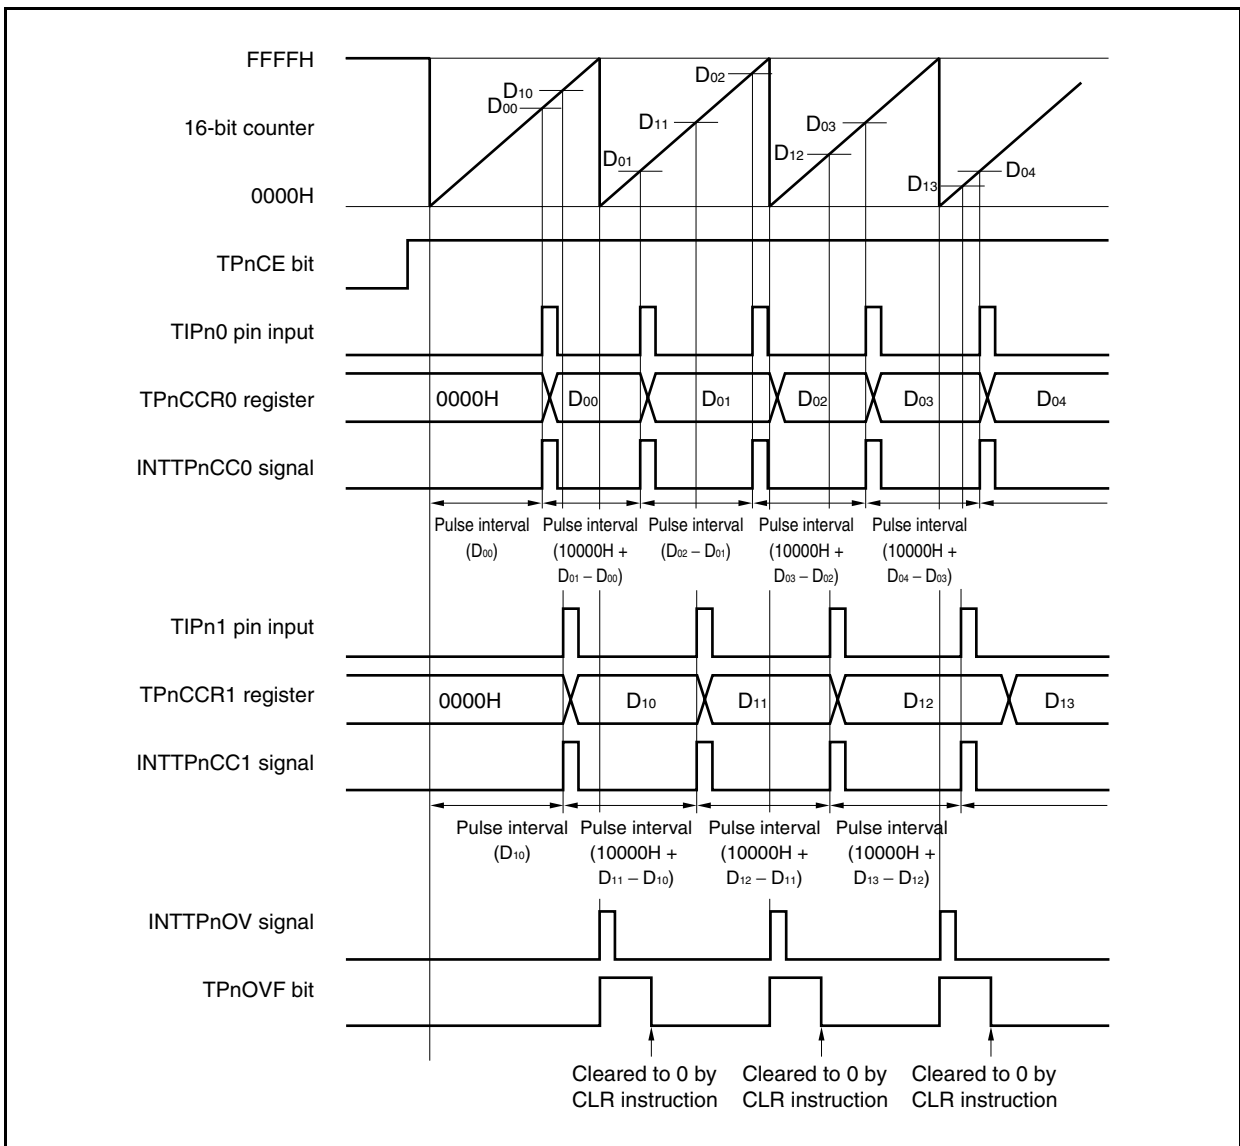 FFFFH
D10
D00
D02
16-bit counter
D11
D03
D12
D01
D04
D13
0000H
TPnCE bit
TIPn0 pin input
TPnCCR0 register 0000H D00 D01 D02 D03 D04
INTTPnCC0 signal
Pulse interval Pulse interval Pulse interval Pulse interval Pulse interval
(D00) (10000H + (D02 – D01) (10000H + (10000H +
D01 – D00) D03 – D02) D04 – D03)
TIPn1 pin input
TPnCCR1 register 0000H D10 D11 D12 D13
INTTPnCC1 signal
Pulse interval Pulse interval Pulse interval Pulse interval
(D10) (10000H + (10000H + (10000H +
D11 – D10) D12 – D11) D13 – D12)
INTTPnOV signal
TPnOVF bit
Cleared to 0 by Cleared to 0 by Cleared to 0 by
CLR instruction CLR instruction CLR instruction